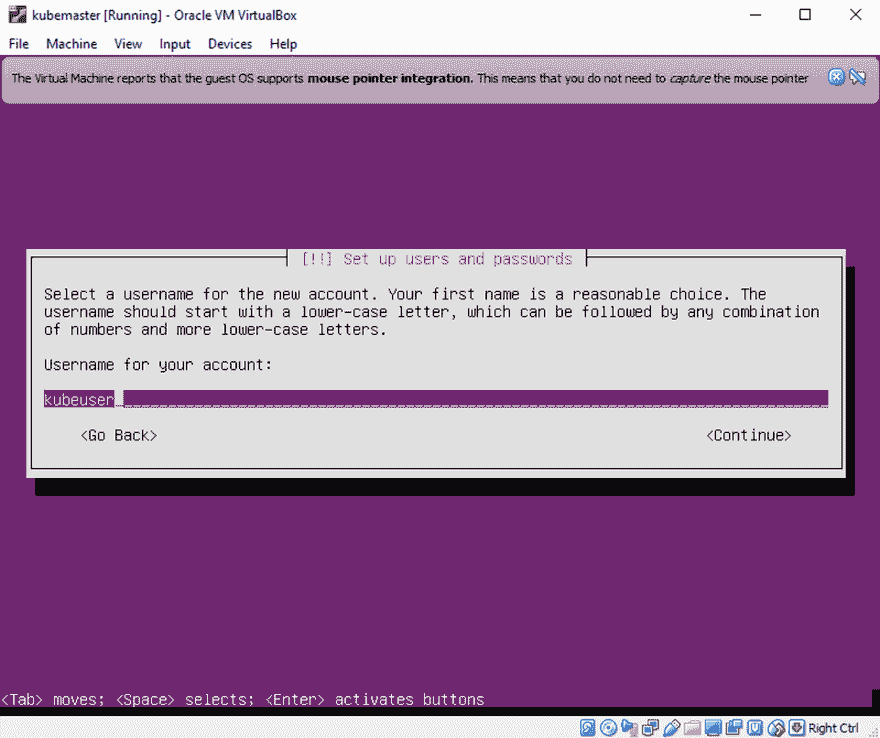 kubemaster [Running] - Oracle VM VirtualBox
File Machine View Input Devices Help
The Virtual Machine reports that the guest OS supports mouse pointer integration. This means that you do not need to capture the mouse pointer
[!!] Set up users and passwords
Select a username for the new account. Your first name is a reasonable choice. The
username should start with a lower-case letter, which can be followed by any combination
of numbers and more lower-case letters.
Username for your account:
kubeuser
<Go Back> <Continue>
<Tab> moves; <Space> selects; <Enter> activates buttons
Right Ctrl